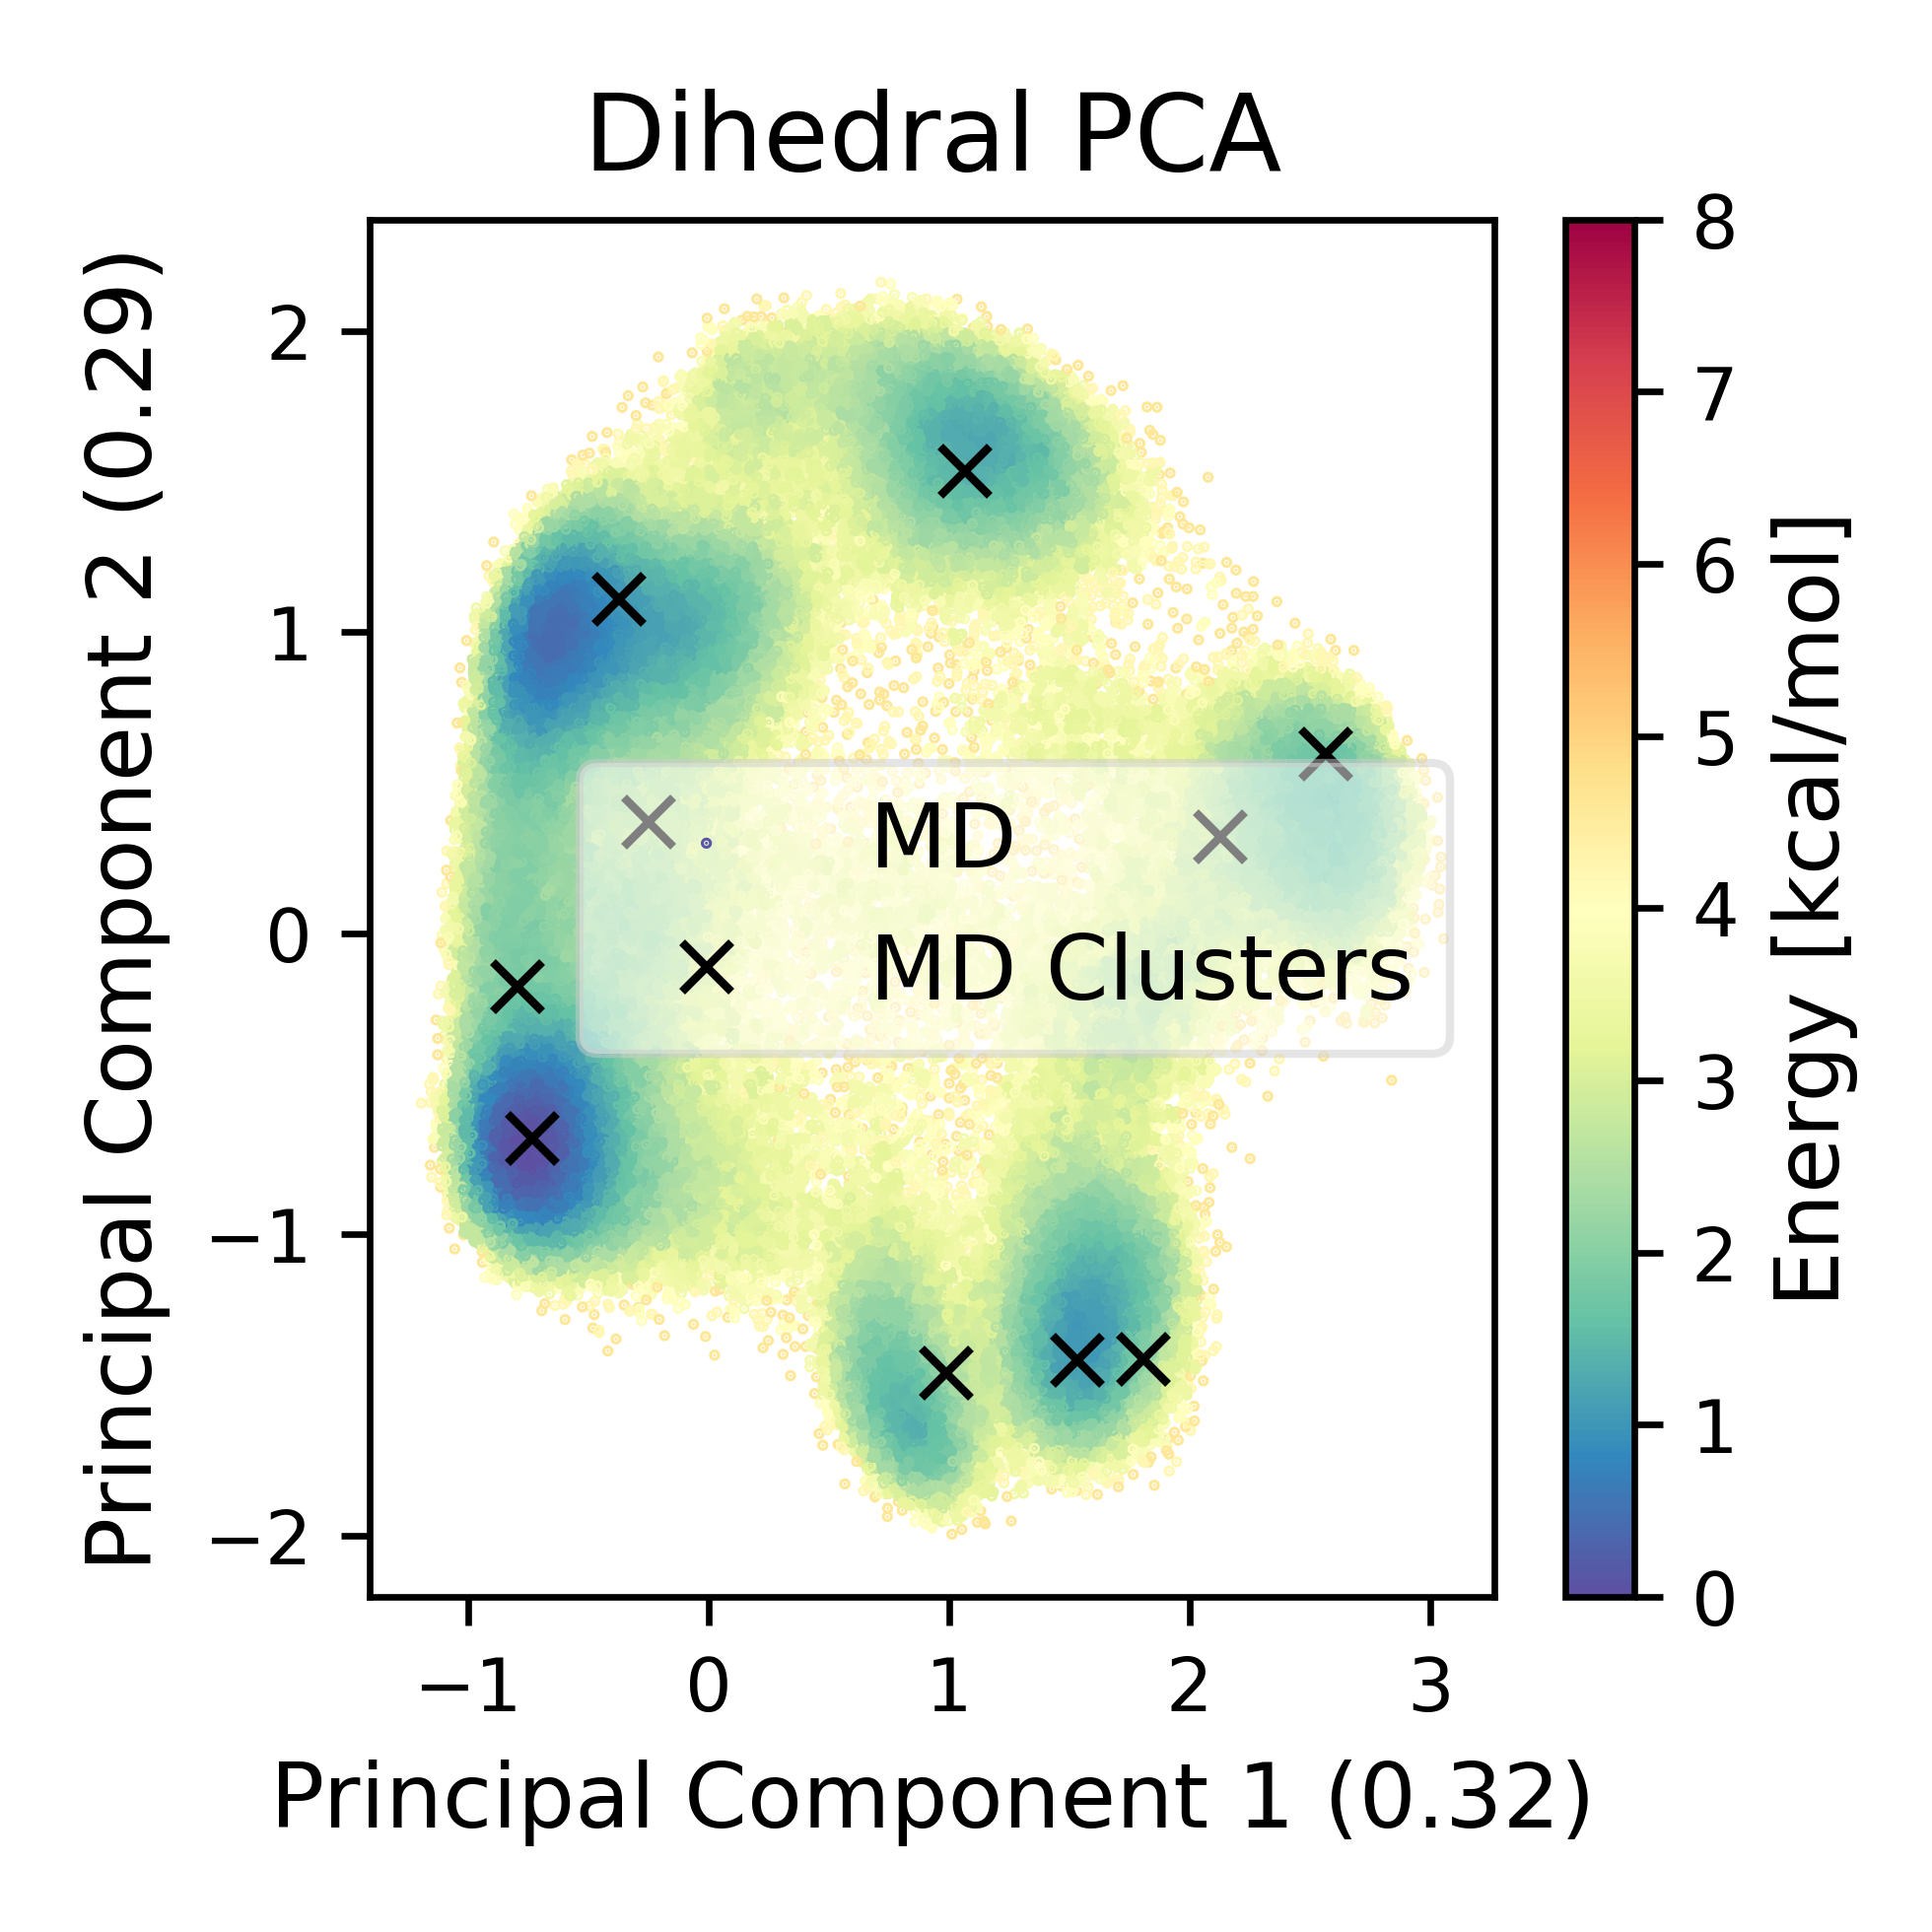 Dihedral PCA
Principal Component 2 (0.29)
2
1
0
−1
−2
MD
MD Clusters
−1 0 1 2 3
Principal Component 1 (0.32)
8
7
6
5
4
3
2
1
0
Energy [kcal/mol]